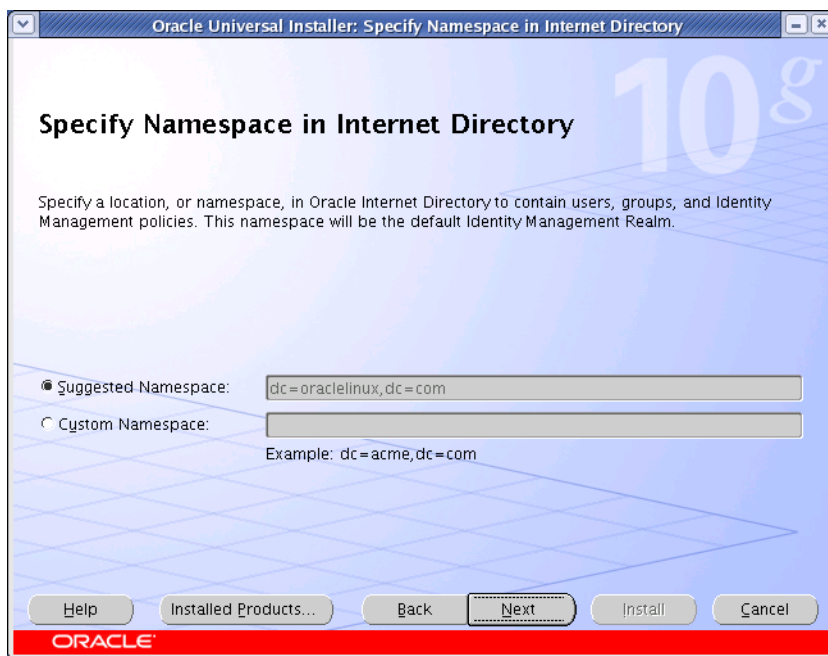 Oracle Universal Installer: Specify Namespace in Internet Directory
10g
Specify Namespace in Internet Directory
Specify a location, or namespace, in Oracle Internet Directory to contain users, groups, and Identity
Management policies. This namespace will be the default Identity Management Realm.
Suggested Namespace: dc=oraclelinux,dc=com
Custom Namespace:
Example: dc=acme,dc=com
Help Installed Products... Back Next Install Cancel
ORACLE